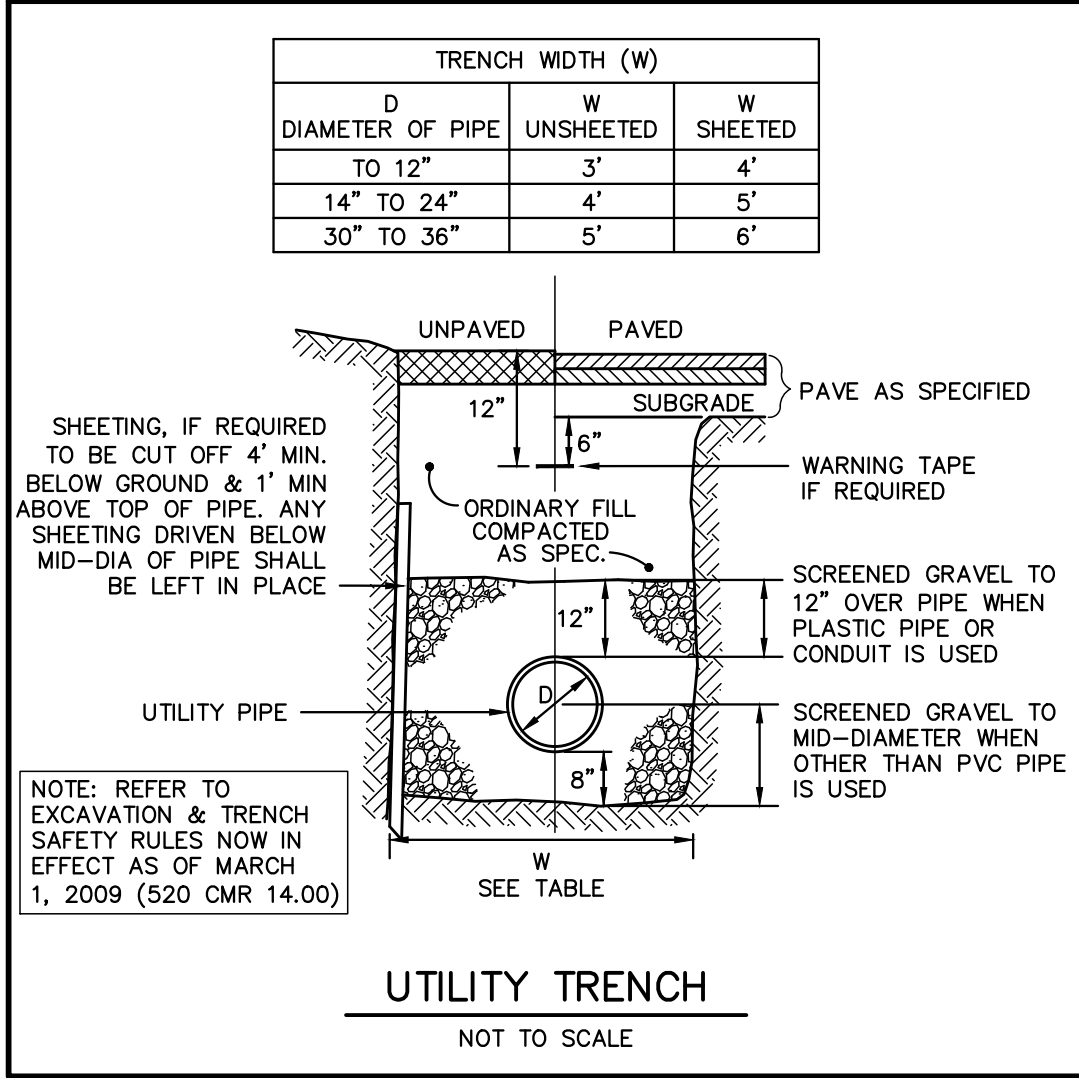 TRENCH WIDTH (W)
D
DIAMETER OF PIPE
W
UNSHEETED
W
SHEETED
TO 12"
3'
4'
14" TO 24"
4'
5'
30" TO 36"
5'
6'
UNPAVED
PAVED
12"
SUBGRADE
6"
PAVE AS SPECIFIED
SHEETING, IF REQUIRED
TO BE CUT OFF 4' MIN.
BELOW GROUND & 1' MIN
ABOVE TOP OF PIPE. ANY
SHEETING DRIVEN BELOW
MID-DIA OF PIPE SHALL
BE LEFT IN PLACE
WARNING TAPE
IF REQUIRED
ORDINARY FILL
COMPACTED
AS SPEC.
12"
SCREENED GRAVEL TO
12" OVER PIPE WHEN
PLASTIC PIPE OR
CONDUIT IS USED
D
UTILITY PIPE
8"
SCREENED GRAVEL TO
MID-DIAMETER WHEN
OTHER THAN PVC PIPE
IS USED
NOTE: REFER TO
EXCAVATION & TRENCH
SAFETY RULES NOW IN
EFFECT AS OF MARCH
1, 2009 (520 CMR 14.00)
W
SEE TABLE
UTILITY TRENCH
NOT TO SCALE